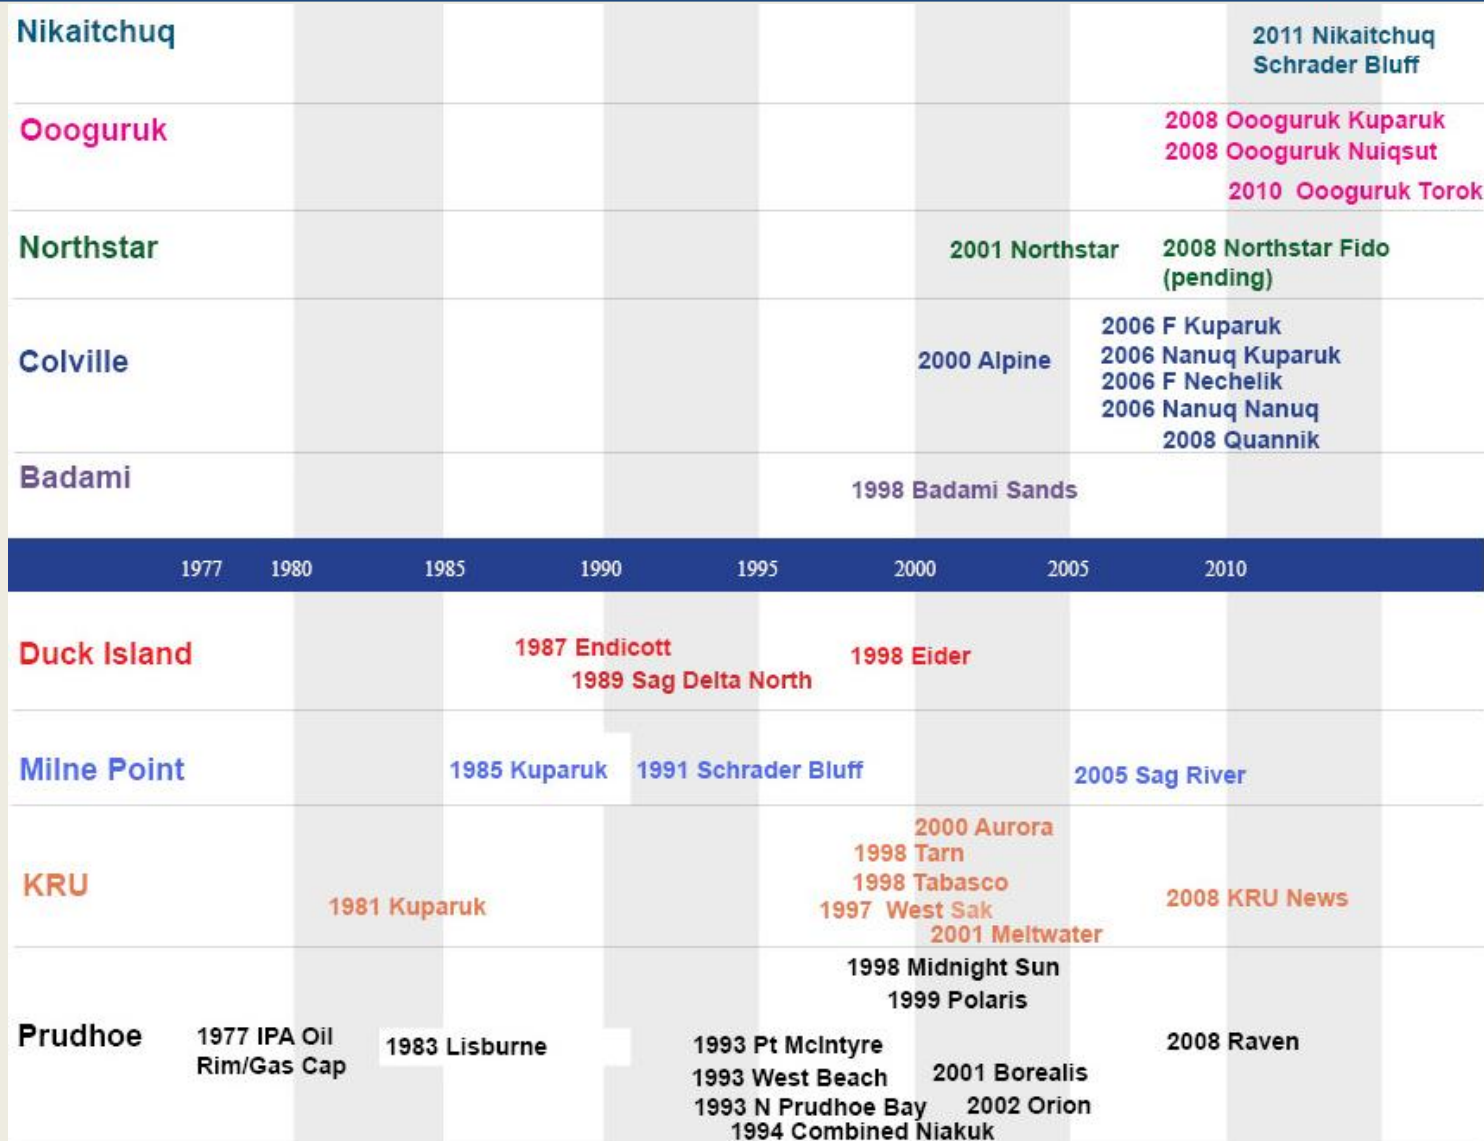 Nikaitchuq
2011 Nikaitchuq
Schrader Bluff
Oooguruk
2008 Oooguruk Kuparuk
2008 Oooguruk Nuiqsut
2010 Oooguruk Torok
Northstar
2001 Northstar
2008 Northstar Fido
(pending)
Colville
2000 Alpine
2006 F Kuparuk
2006 Nanuq Kuparuk
2006 F Nechelik
2006 Nanuq Nanuq
2008 Quannik
Badami
1998 Badami Sands
1977 1980 1985 1990 1995 2000 2005 2010
Duck Island
1987 Endicott
1989 Sag Delta North
1998 Eider
Milne Point
1985 Kuparuk
1991 Schrader Bluff
2005 Sag River
KRU
1981 Kuparuk
2000 Aurora
1998 Tarn
1998 Tabasco
1997 West Sak
2001 Meltwater
2008 KRU News
Prudhoe
1977 IPA Oil
Rim/Gas Cap
1983 Lisburne
1998 Midnight Sun
1999 Polaris
1993 Pt McIntyre
1993 West Beach
1993 N Prudhoe Bay
1994 Combined Niakuk
2001 Borealis
2002 Orion
2008 Raven